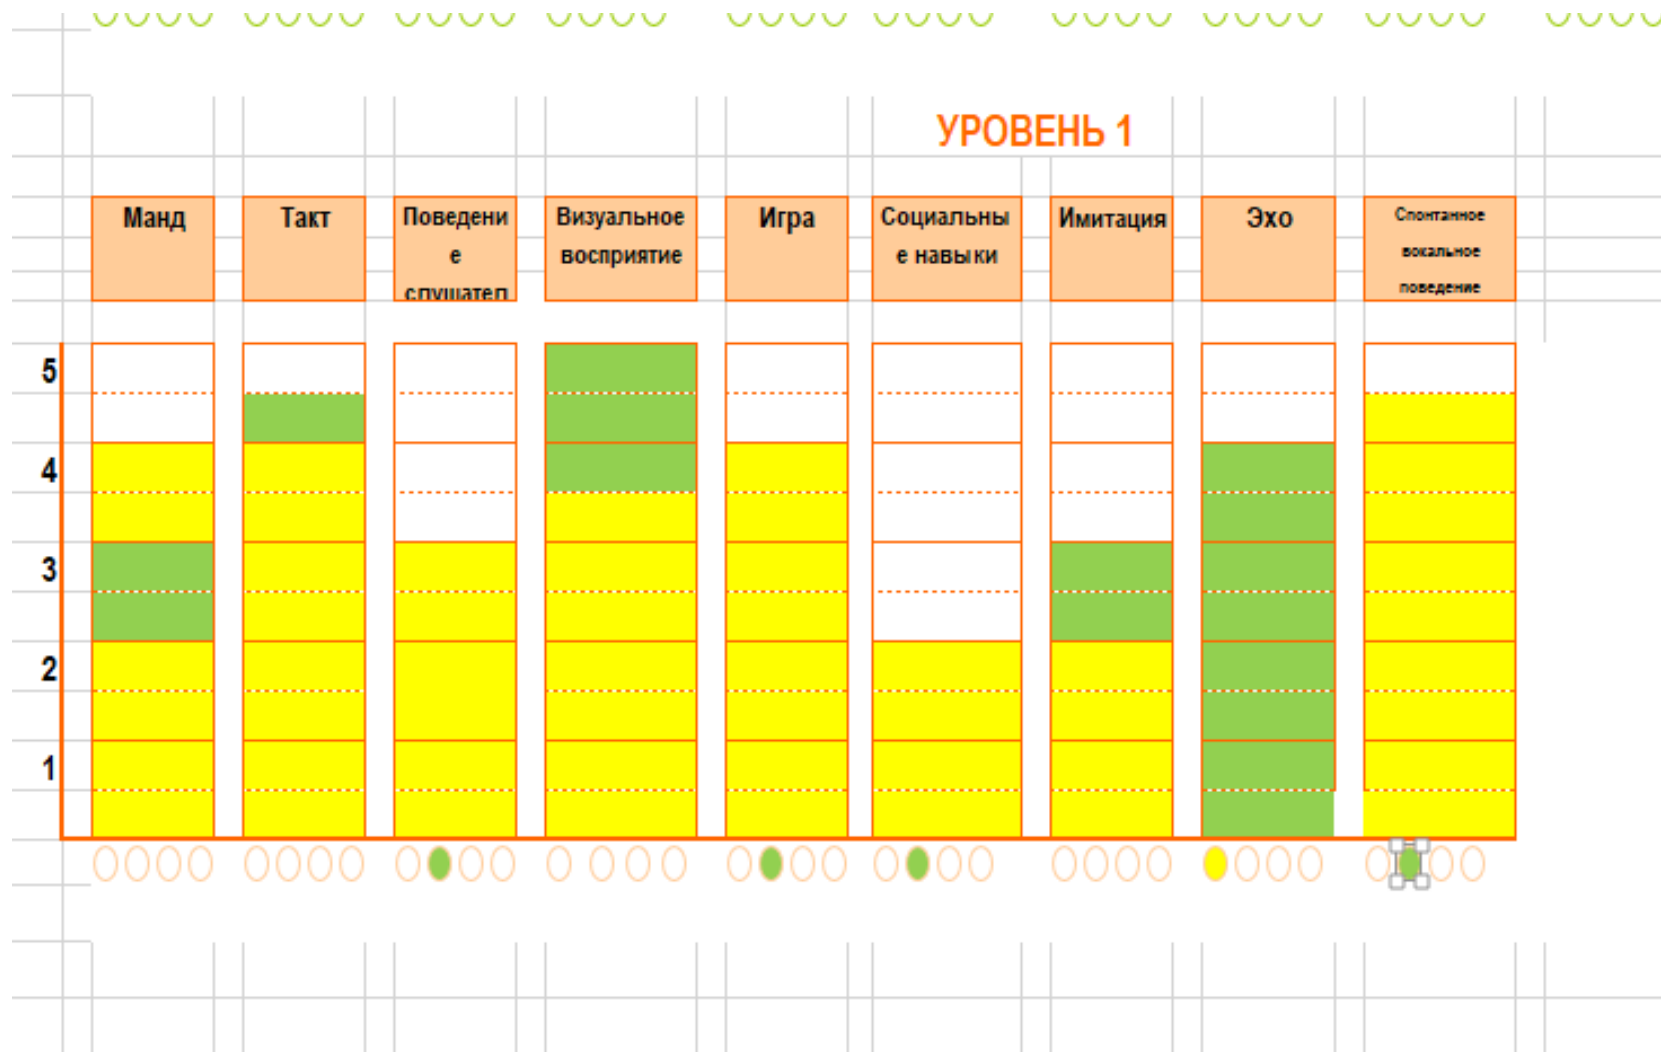 УРОВЕНЬ 1
Манд
Такт
Поведени
е
слушател
Визуальное
восприятие
Игра
Социальны
е навыки
Имитация
Эхо
Спонтанное
вокальное
поведение
5
4
3
2
1